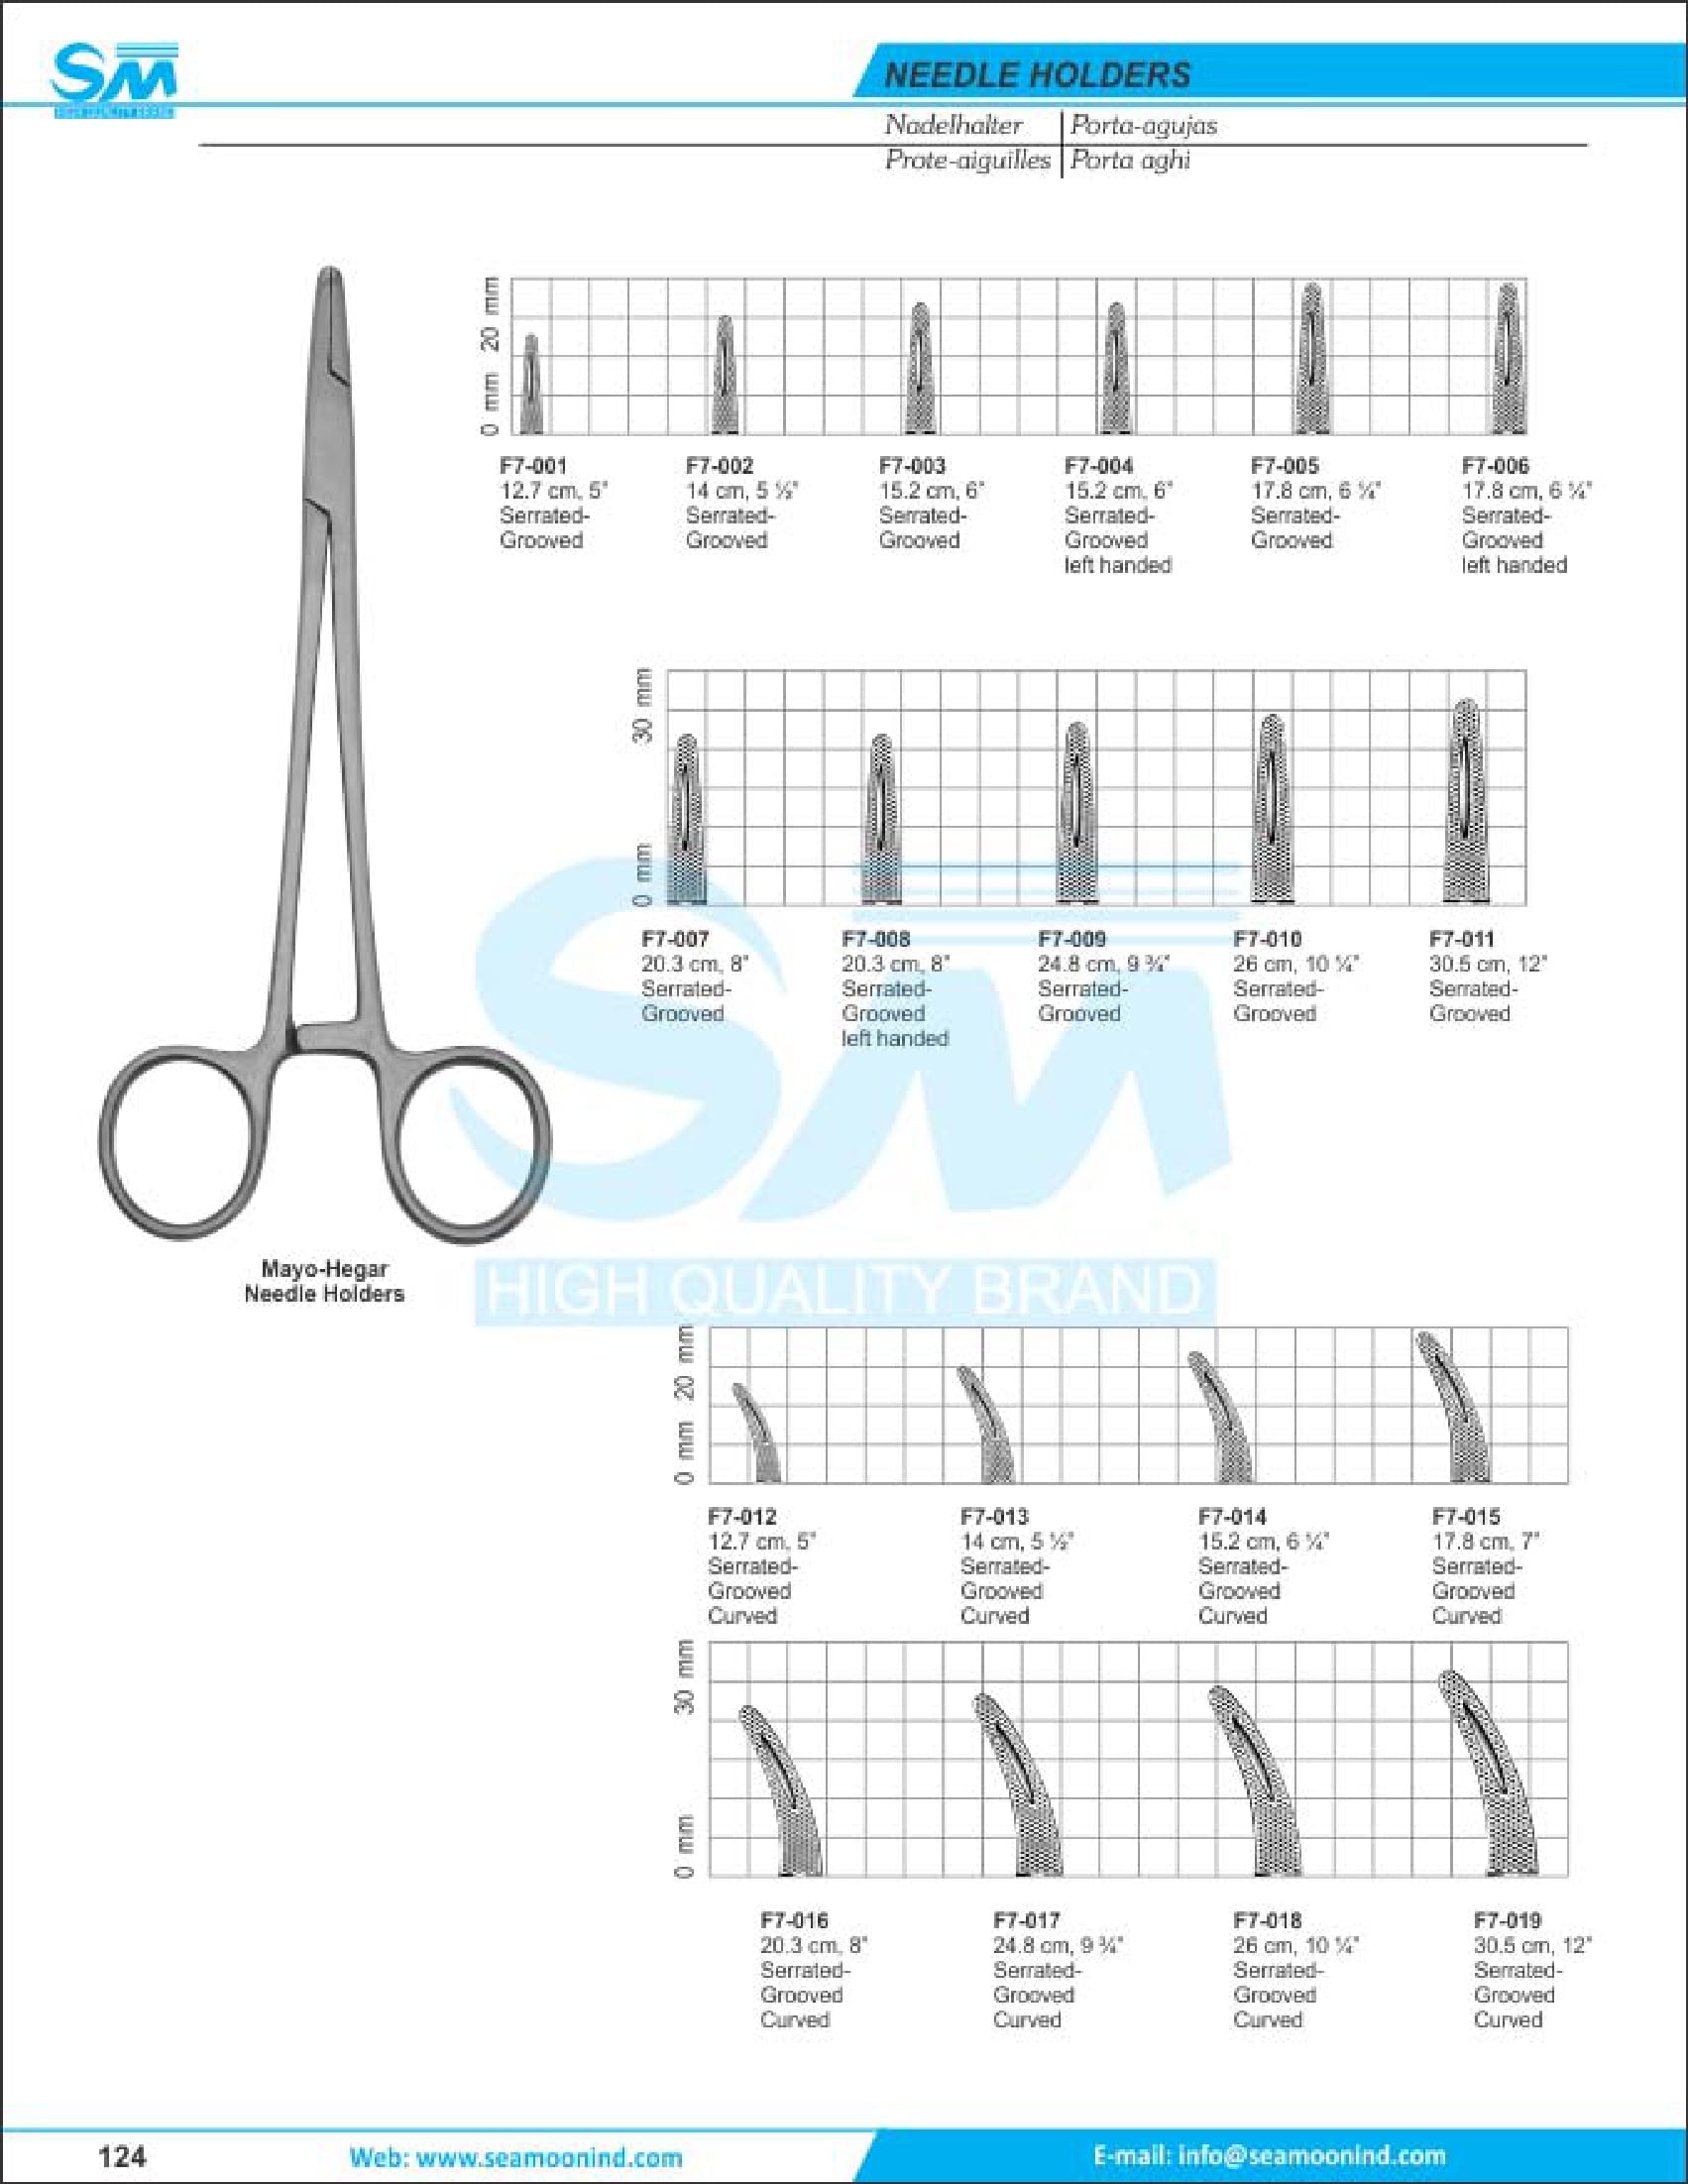 SM
NEEDLE HOLDERS
Nadelhalter
Porta-agujas
Prote-aiguilles
Porta aghi
0 mm 20 mm
F7-001
12.7 cm, 5"
Serrated-
Grooved
F7-002
14 cm, 5 ½"
Serrated-
Grooved
F7-003
15.2 cm, 6"
Serrated-
Grooved
F7-004
15.2 cm, 6"
Serrated-
Grooved
left handed
F7-005
17.8 cm, 6 ¼"
Serrated-
Grooved
F7-006
17.8 cm, 6 ¼"
Serrated-
Grooved
left handed
0 mm 30 mm
F7-007
20.3 cm, 8"
Serrated-
Grooved
F7-008
20.3 cm, 8"
Serrated-
Grooved
left handed
F7-009
24.8 cm, 9 ¾"
Serrated-
Grooved
F7-010
26 cm, 10 ¼"
Serrated-
Grooved
F7-011
30.5 cm, 12"
Serrated-
Grooved
SM
HIGH QUALITY BRAND
Mayo-Hegar
Needle Holders
0 mm 20 mm
F7-012
12.7 cm, 5"
Serrated-
Grooved
Curved
F7-013
14 cm, 5 ½"
Serrated-
Grooved
Curved
F7-014
15.2 cm, 6 ¼"
Serrated-
Grooved
Curved
F7-015
17.8 cm, 7"
Serrated-
Grooved
Curved
0 mm 30 mm
F7-016
20.3 cm, 8"
Serrated-
Grooved
Curved
F7-017
24.8 cm, 9 ¾"
Serrated-
Grooved
Curved
F7-018
26 cm, 10 ¼"
Serrated-
Grooved
Curved
F7-019
30.5 cm, 12"
Serrated-
Grooved
Curved
124
Web: www.seamoonind.com
E-mail: info@seamoonind.com